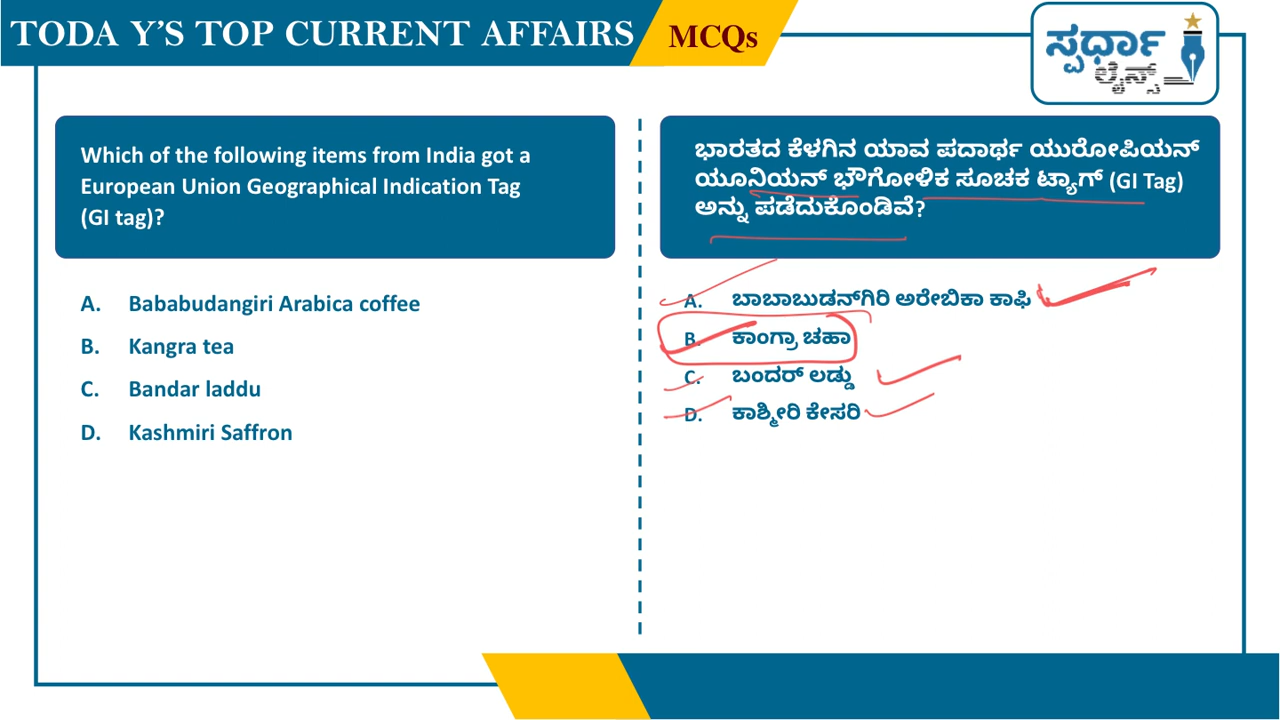 TODA Y'S TOP CURRENT AFFAIRS MCQs
ಸ್ಪರ್ಧಾ
ಲೈನ್ಸ್
Which of the following items from India got a
European Union Geographical Indication Tag
(GI tag)?
A. Bababudangiri Arabica coffee
B. Kangra tea
C. Bandar laddu
D. Kashmiri Saffron
ಭಾರತದ ಕೆಳಗಿನ ಯಾವ ಪದಾರ್ಥ ಯುರೋಪಿಯನ್
ಯೂನಿಯನ್ ಭೌಗೋಳಿಕ ಸೂಚಕ ಟ್ಯಾಗ್ (GI Tag)
ಅನ್ನು ಪಡೆದುಕೊಂಡಿವೆ?
A. ಬಾಬಾಬುಡನ್‌ಗಿರಿ ಅರೇಬಿಕಾ ಕಾಫಿ
B. ಕಾಂಗ್ರಾ ಚಹಾ
C. ಬಂದರ್ ಲಡ್ಡು
D. ಕಾಶ್ಮೀರಿ ಕೇಸರಿ